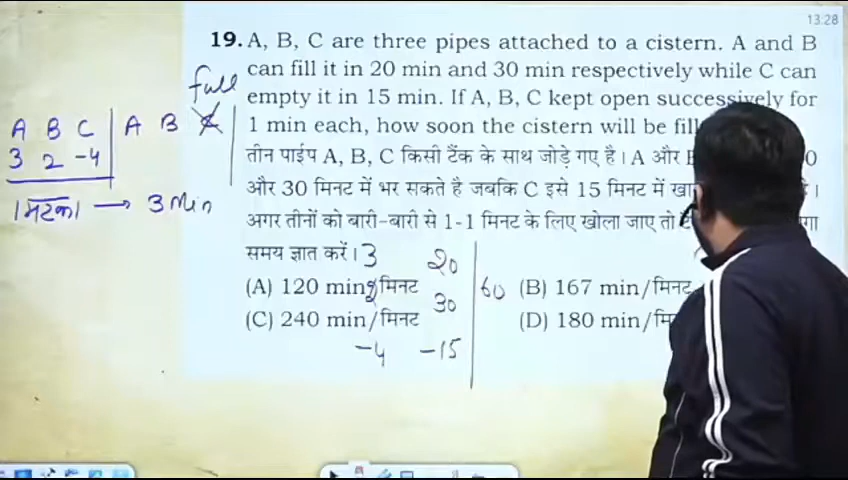 13:28
19. A, B, C are three pipes attached to a cistern. A and B
can fill it in 20 min and 30 min respectively while C can
empty it in 15 min. If A, B, C kept open successively for
1 min each, how soon the cistern will be fill
तीन पाईप A, B, C किसी टैंक के साथ जोड़े गए है। A और
और 30 मिनट में भर सकते है जबकि C इसे 15 मिनट में
अगर तीनों को बारी-बारी से 1-1 मिनट के लिए खोला जाए तो
समय ज्ञात करें।
(A) 120 min/मिनट (B) 167 min/मिनट
(C) 240 min/मिनट (D) 180 min/मि
full
A B C | A B C
3 2 -4
1 मिटका → 3 Min
3 20
2 30 60
-4 -15